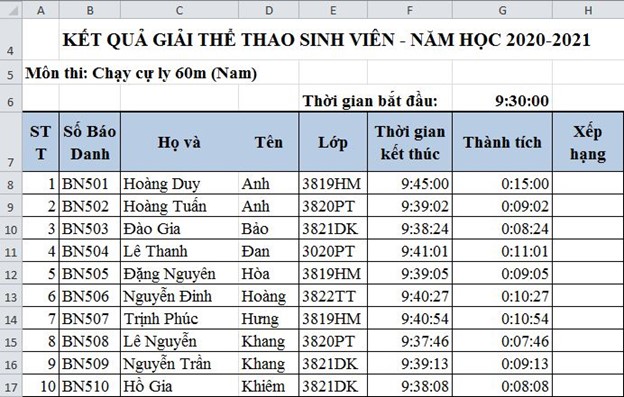 A B C D E F G H
4 KẾT QUẢ GIẢI THỂ THAO SINH VIÊN - NĂM HỌC 2020-2021
5 Môn thi: Chạy cự ly 60m (Nam)
6 Thời gian bắt đầu: 9:30:00
7 STT Số Báo Danh Họ và Tên Lớp Thời gian kết thúc Thành tích Xếp hạng
8 1 BN501 Hoàng Duy Anh 3819HM 9:45:00 0:15:00
9 2 BN502 Hoàng Tuấn Anh 3820PT 9:39:02 0:09:02
10 3 BN503 Đào Gia Bảo 3821DK 9:38:24 0:08:24
11 4 BN504 Lê Thanh Đan 3020PT 9:41:01 0:11:01
12 5 BN505 Đặng Nguyên Hòa 3819HM 9:39:05 0:09:05
13 6 BN506 Nguyễn Đinh Hoàng 3822TT 9:40:27 0:10:27
14 7 BN507 Trịnh Phúc Hưng 3819HM 9:40:54 0:10:54
15 8 BN508 Lê Nguyễn Khang 3820PT 9:37:46 0:07:46
16 9 BN509 Nguyễn Trần Khang 3821DK 9:39:13 0:09:13
17 10 BN510 Hồ Gia Khiêm 3821DK 9:38:08 0:08:08